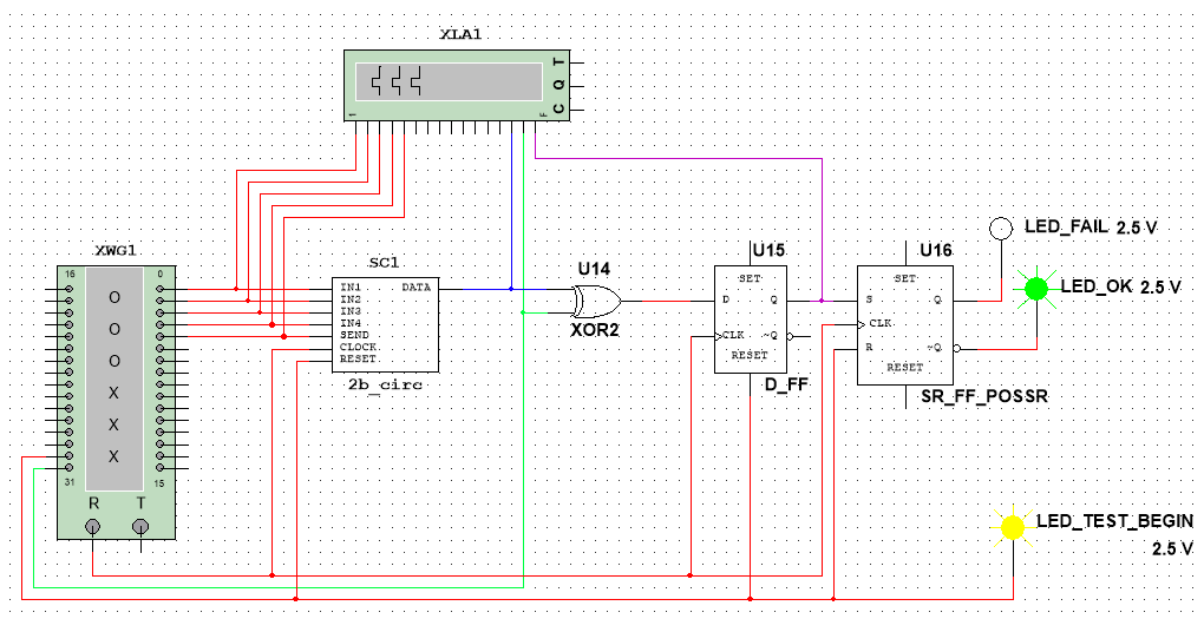 XLA1
T
Q
C
1
F
XWG1
16
0
O
O
O
X
X
X
31
15
R
T
SC1
IN1
DATA
IN2
IN3
IN4
SEND
CLOCK
RESET
2b_circ
U14
XOR2
U15
SET
D
Q
CLK
~Q
RESET
D_FF
U16
SET
S
Q
CLK
R
~Q
RESET
SR_FF_POSSR
LED_FAIL 2.5 V
LED_OK 2.5 V
LED_TEST_BEGIN
2.5 V